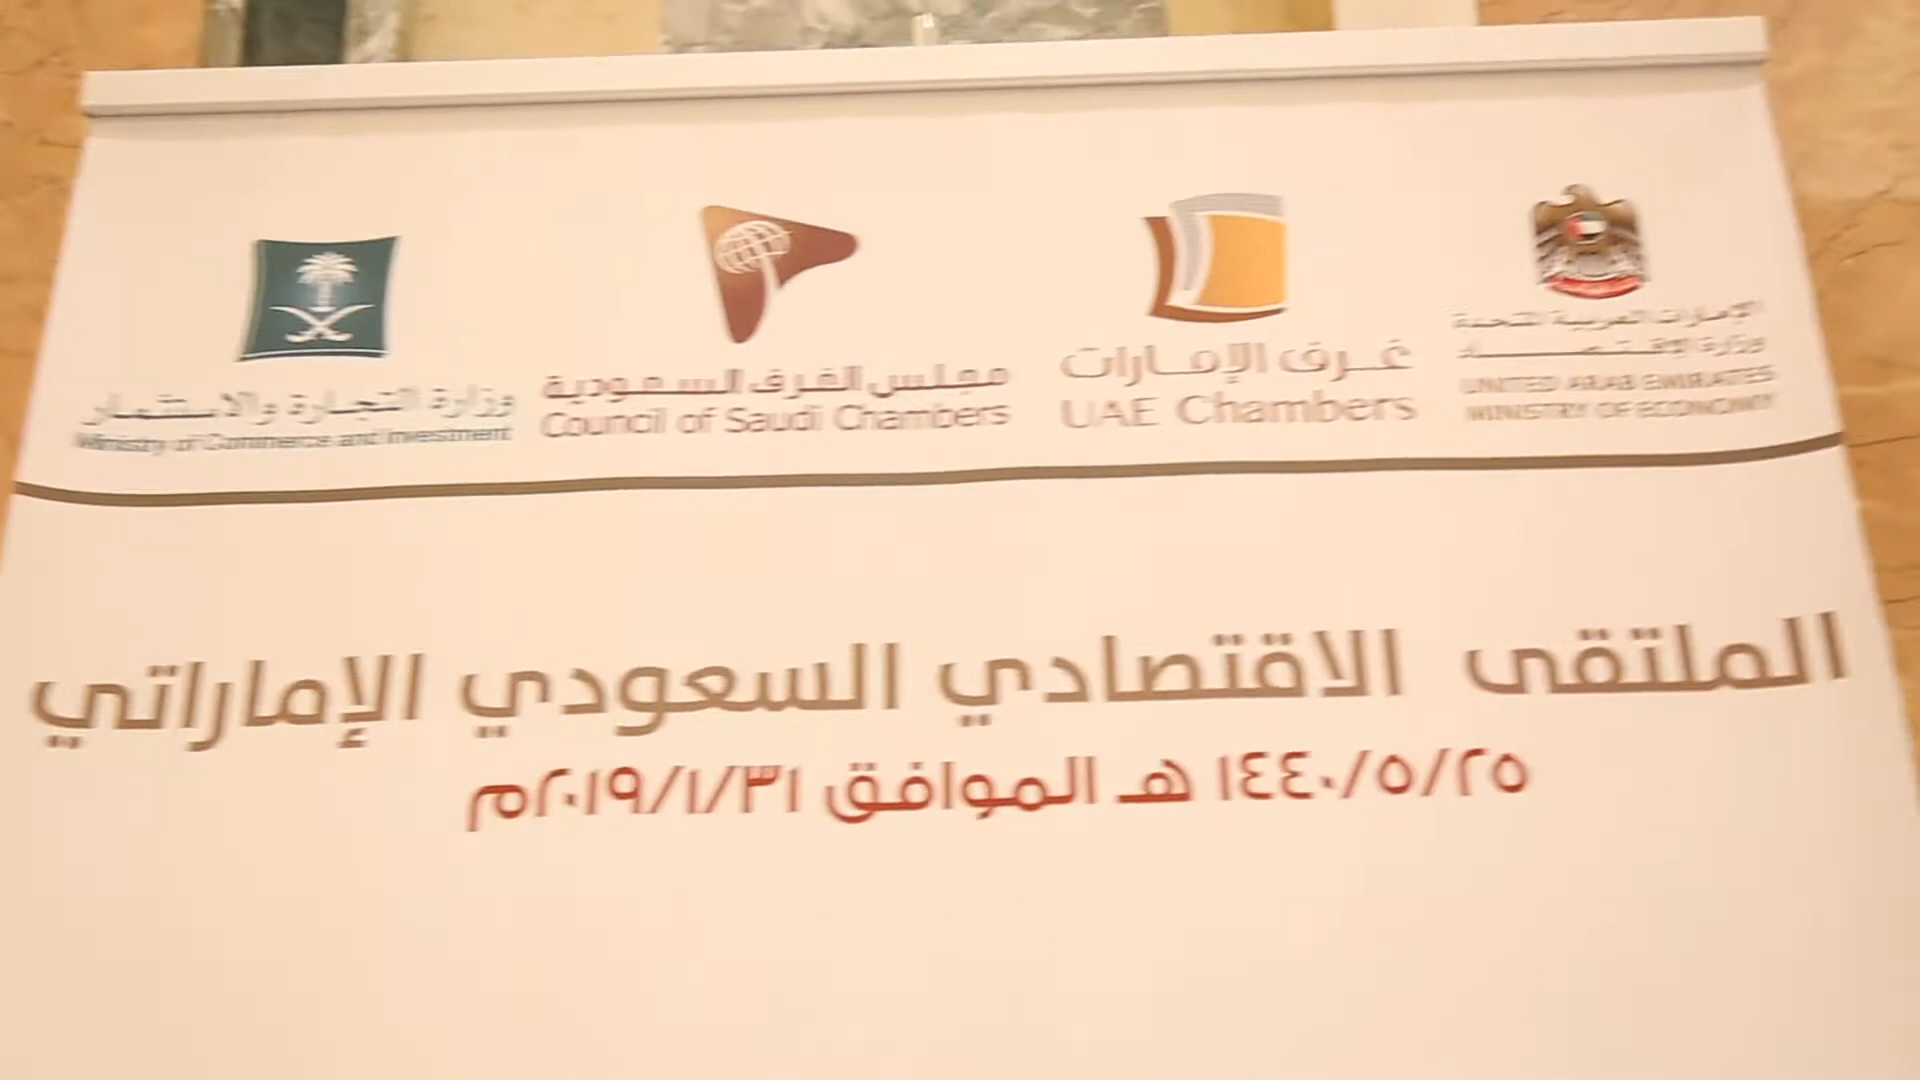 الإمارات العربية المتحدة
وزارة الاقتصاد
UNITED ARAB EMIRATES
MINISTRY OF ECONOMY
غرف الإمارات
UAE Chambers
مجلس الغرف السعودية
Council of Saudi Chambers
وزارة التجارة والاستثمار
Ministry of Commerce and Investment
الملتقى الاقتصادي السعودي الإماراتي
١٤٤٠/٥/٢٥ هـ الموافق ٢٠١٩/١/٣١م